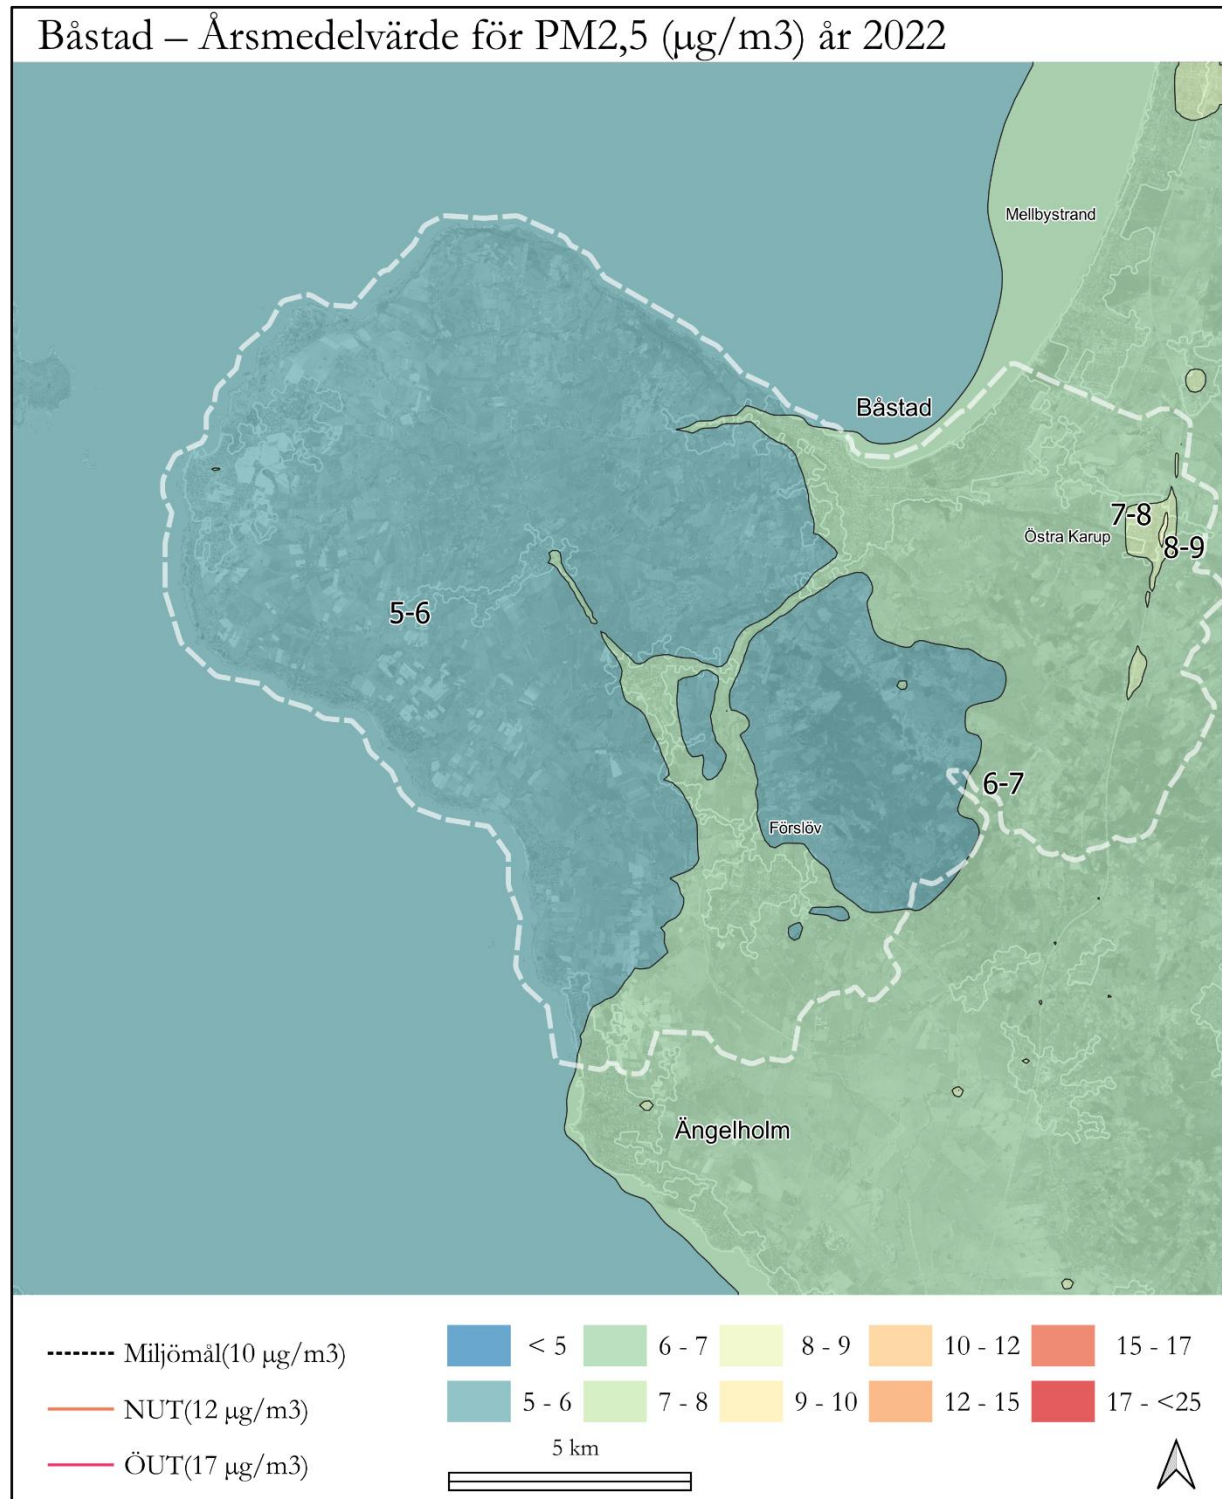 Båstad – Årsmedelvärde för PM2,5 (µg/m3) år 2022
Mellbystrand
Båstad
7-8
Östra Karup
8-9
5-6
6-7
Förslöv
Ängelholm
Miljömål(10 µg/m3)
NUT(12 µg/m3)
ÖUT(17 µg/m3)
< 5
6 - 7
8 - 9
10 - 12
15 - 17
5 - 6
7 - 8
9 - 10
12 - 15
17 - <25
5 km